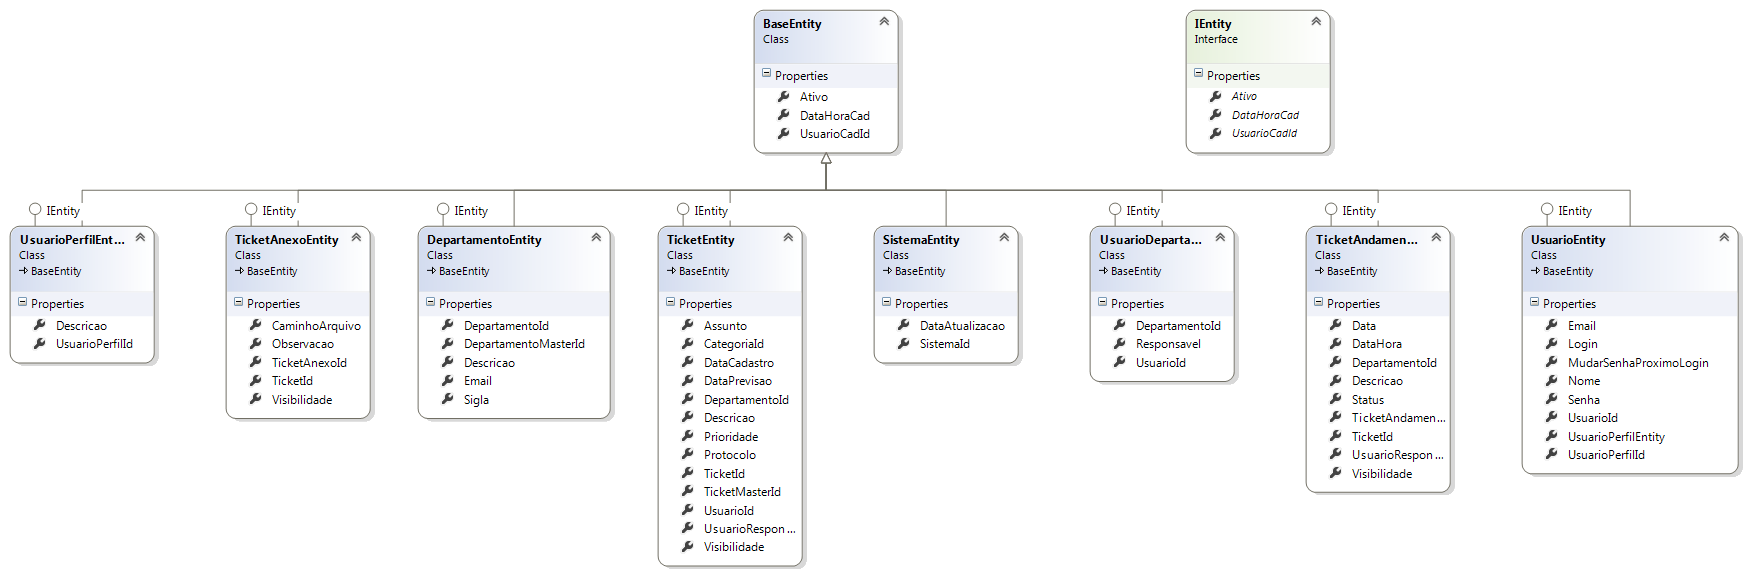 BaseEntity
Class
Properties
Ativo
DataHoraCad
UsuarioCadId
IEntity
Interface
Properties
Ativo
DataHoraCad
UsuarioCadId
IEntity
UsuarioPerfilEnt...
Class
BaseEntity
Properties
Descricao
UsuarioPerfilId
IEntity
TicketAnexoEntity
Class
BaseEntity
Properties
CaminhoArquivo
Observacao
TicketAnexoId
TicketId
Visibilidade
IEntity
DepartamentoEntity
Class
BaseEntity
Properties
DepartamentoId
DepartamentoMasterId
Descricao
Email
Sigla
IEntity
TicketEntity
Class
BaseEntity
Properties
Assunto
CategoriaId
DataCadastro
DataPrevisao
DepartamentoId
Descricao
Prioridade
Protocolo
TicketId
TicketMasterId
UsuarioId
UsuarioRespon...
Visibilidade
SistemaEntity
Class
BaseEntity
Properties
DataAtualizacao
SistemaId
IEntity
UsuarioDeparta...
Class
BaseEntity
Properties
DepartamentoId
Responsavel
UsuarioId
IEntity
TicketAndamen...
Class
BaseEntity
Properties
Data
DataHora
DepartamentoId
Descricao
Status
TicketAndamen...
TicketId
UsuarioRespon...
Visibilidade
IEntity
UsuarioEntity
Class
BaseEntity
Properties
Email
Login
MudarSenhaProximoLogin
Nome
Senha
UsuarioId
UsuarioPerfilEntity
UsuarioPerfilId